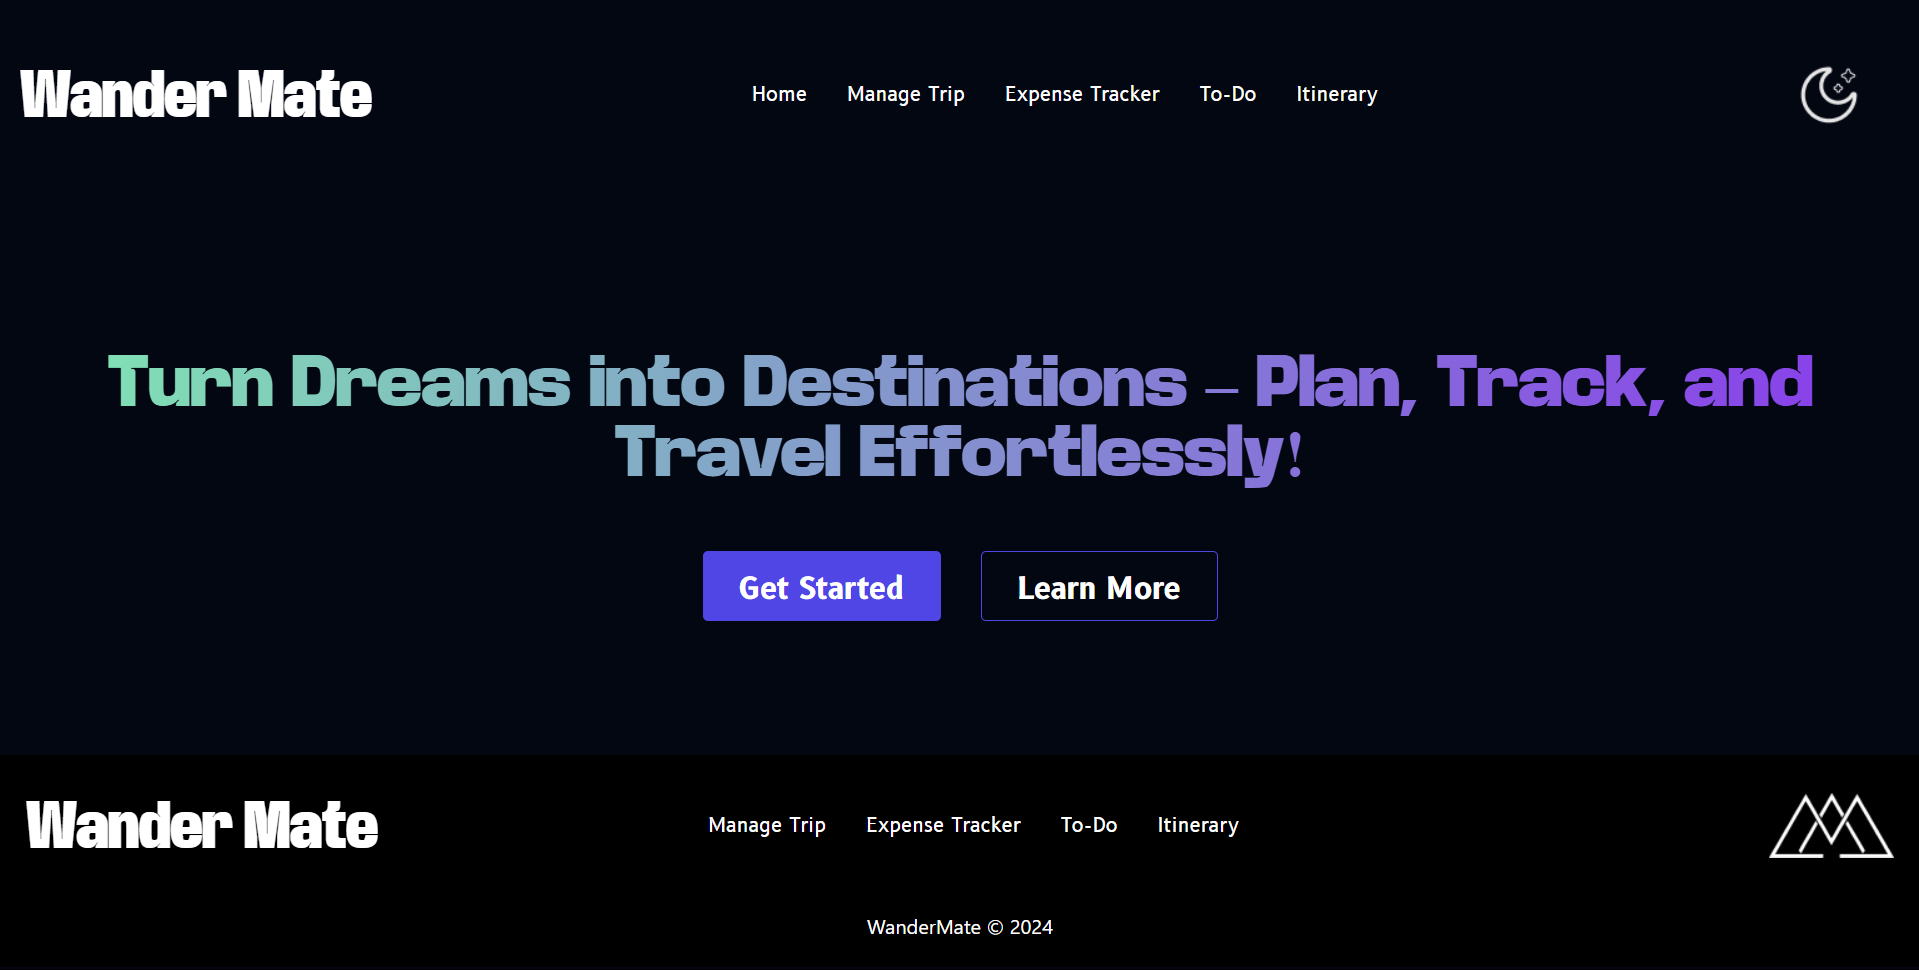 Wander Mate
Home Manage Trip Expense Tracker To-Do Itinerary
Turn Dreams into Destinations – Plan, Track, and
Travel Effortlessly!
Get Started Learn More
Wander Mate
Manage Trip Expense Tracker To-Do Itinerary
WanderMate © 2024